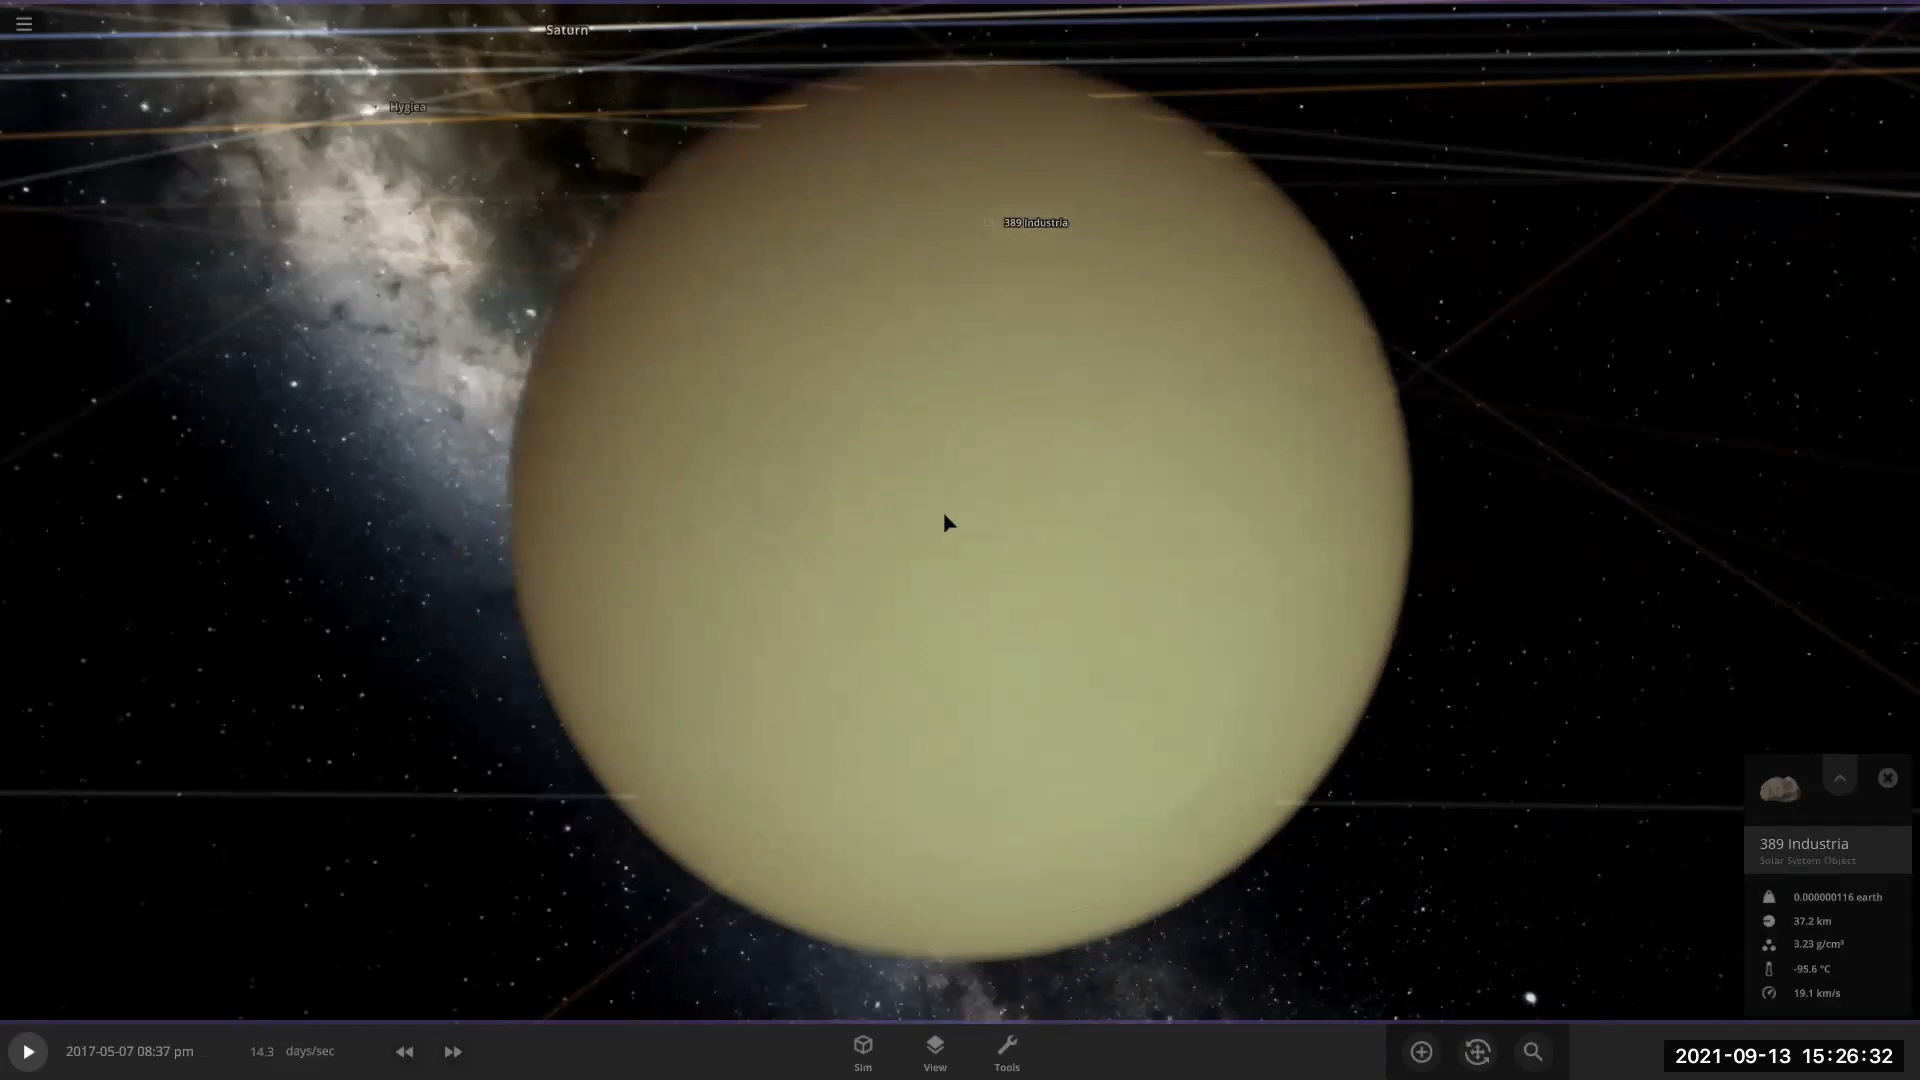 Saturn
Hygiea
389 Industria
389 Industria
Solar System Object
0.000000116 earth
37.2 km
3.23 g/cm³
-95.6 °C
19.1 km/s
2017-05-07 08:37 pm
14.3 days/sec
Sim
View
Tools
2021-09-13 15:26:32